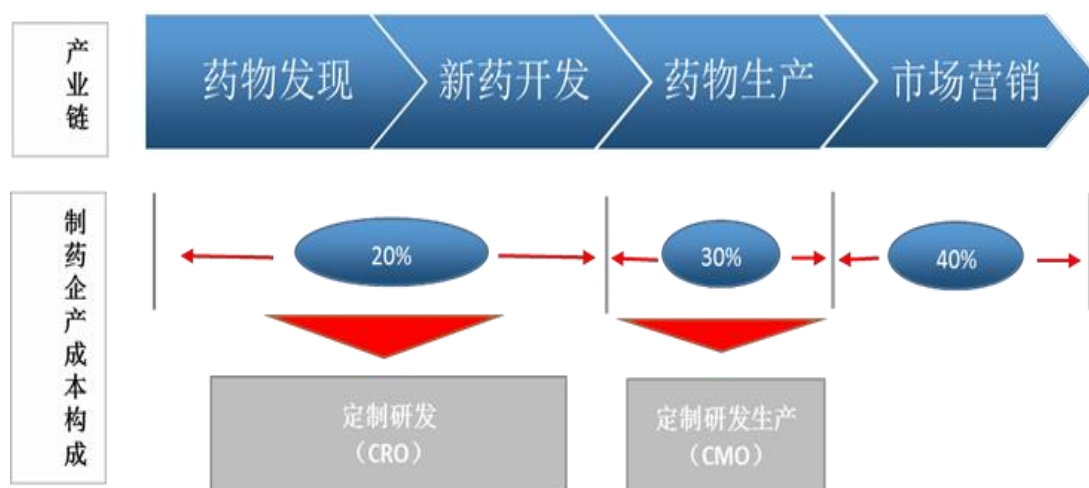 产业链
药物发现
新药开发
药物生产
市场营销
制药企产成本构成
20%
30%
40%
定制研发
（CRO）
定制研发生产
（CMO）